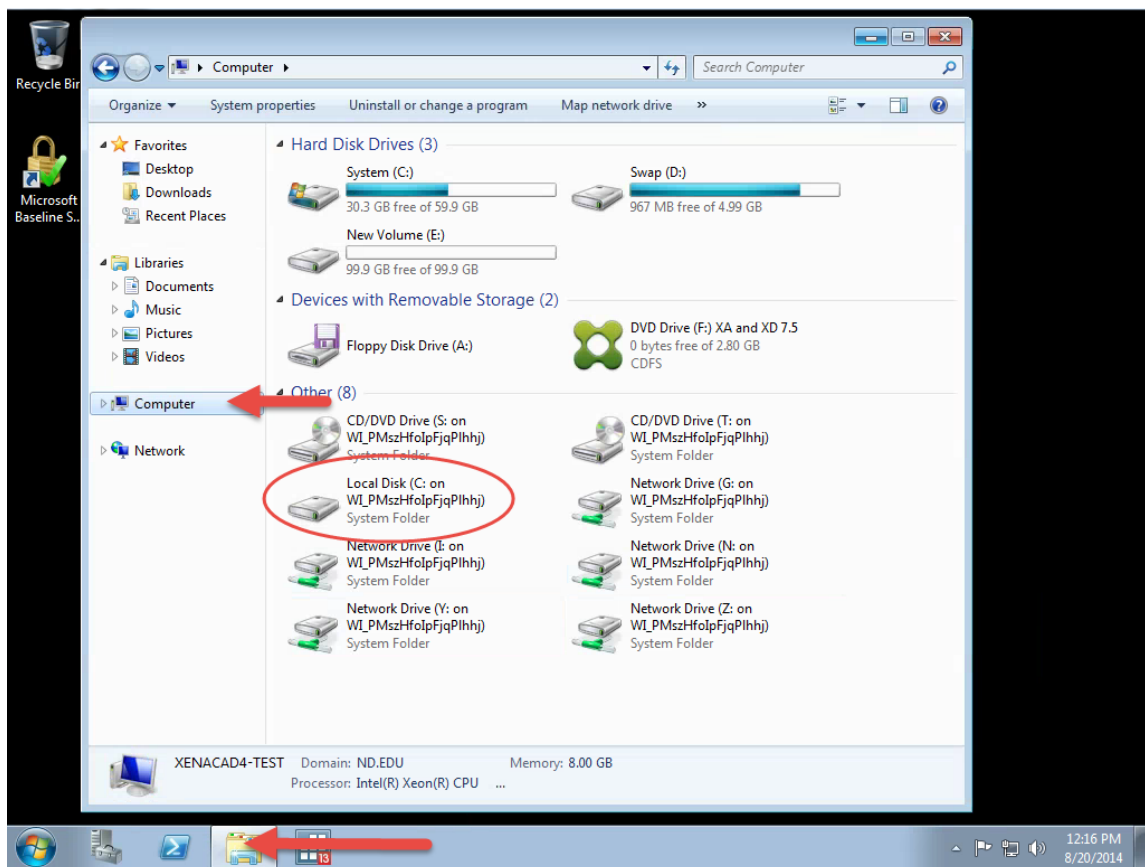 Recycle Bin
Microsoft
Baseline S...
Computer
Search Computer
Organize
System properties
Uninstall or change a program
Map network drive
»
Favorites
Desktop
Downloads
Recent Places
Libraries
Documents
Music
Pictures
Videos
Computer
Network
Hard Disk Drives (3)
System (C:)
30.3 GB free of 59.9 GB
Swap (D:)
967 MB free of 4.99 GB
New Volume (E:)
99.9 GB free of 99.9 GB
Devices with Removable Storage (2)
Floppy Disk Drive (A:)
DVD Drive (F:) XA and XD 7.5
0 bytes free of 2.80 GB
CDFS
Other (8)
CD/DVD Drive (S: on
WI_PMszHfoIpFjqPlhhj)
System Folder
CD/DVD Drive (T: on
WI_PMszHfoIpFjqPlhhj)
System Folder
Local Disk (C: on
WI_PMszHfoIpFjqPlhhj)
System Folder
Network Drive (G: on
WI_PMszHfoIpFjqPlhhj)
System Folder
Network Drive (I: on
WI_PMszHfoIpFjqPlhhj)
System Folder
Network Drive (N: on
WI_PMszHfoIpFjqPlhhj)
System Folder
Network Drive (Y: on
WI_PMszHfoIpFjqPlhhj)
System Folder
Network Drive (Z: on
WI_PMszHfoIpFjqPlhhj)
System Folder
XENACAD4-TEST Domain: ND.EDU Memory: 8.00 GB
Processor: Intel(R) Xeon(R) CPU ...
13
12:16 PM
8/20/2014